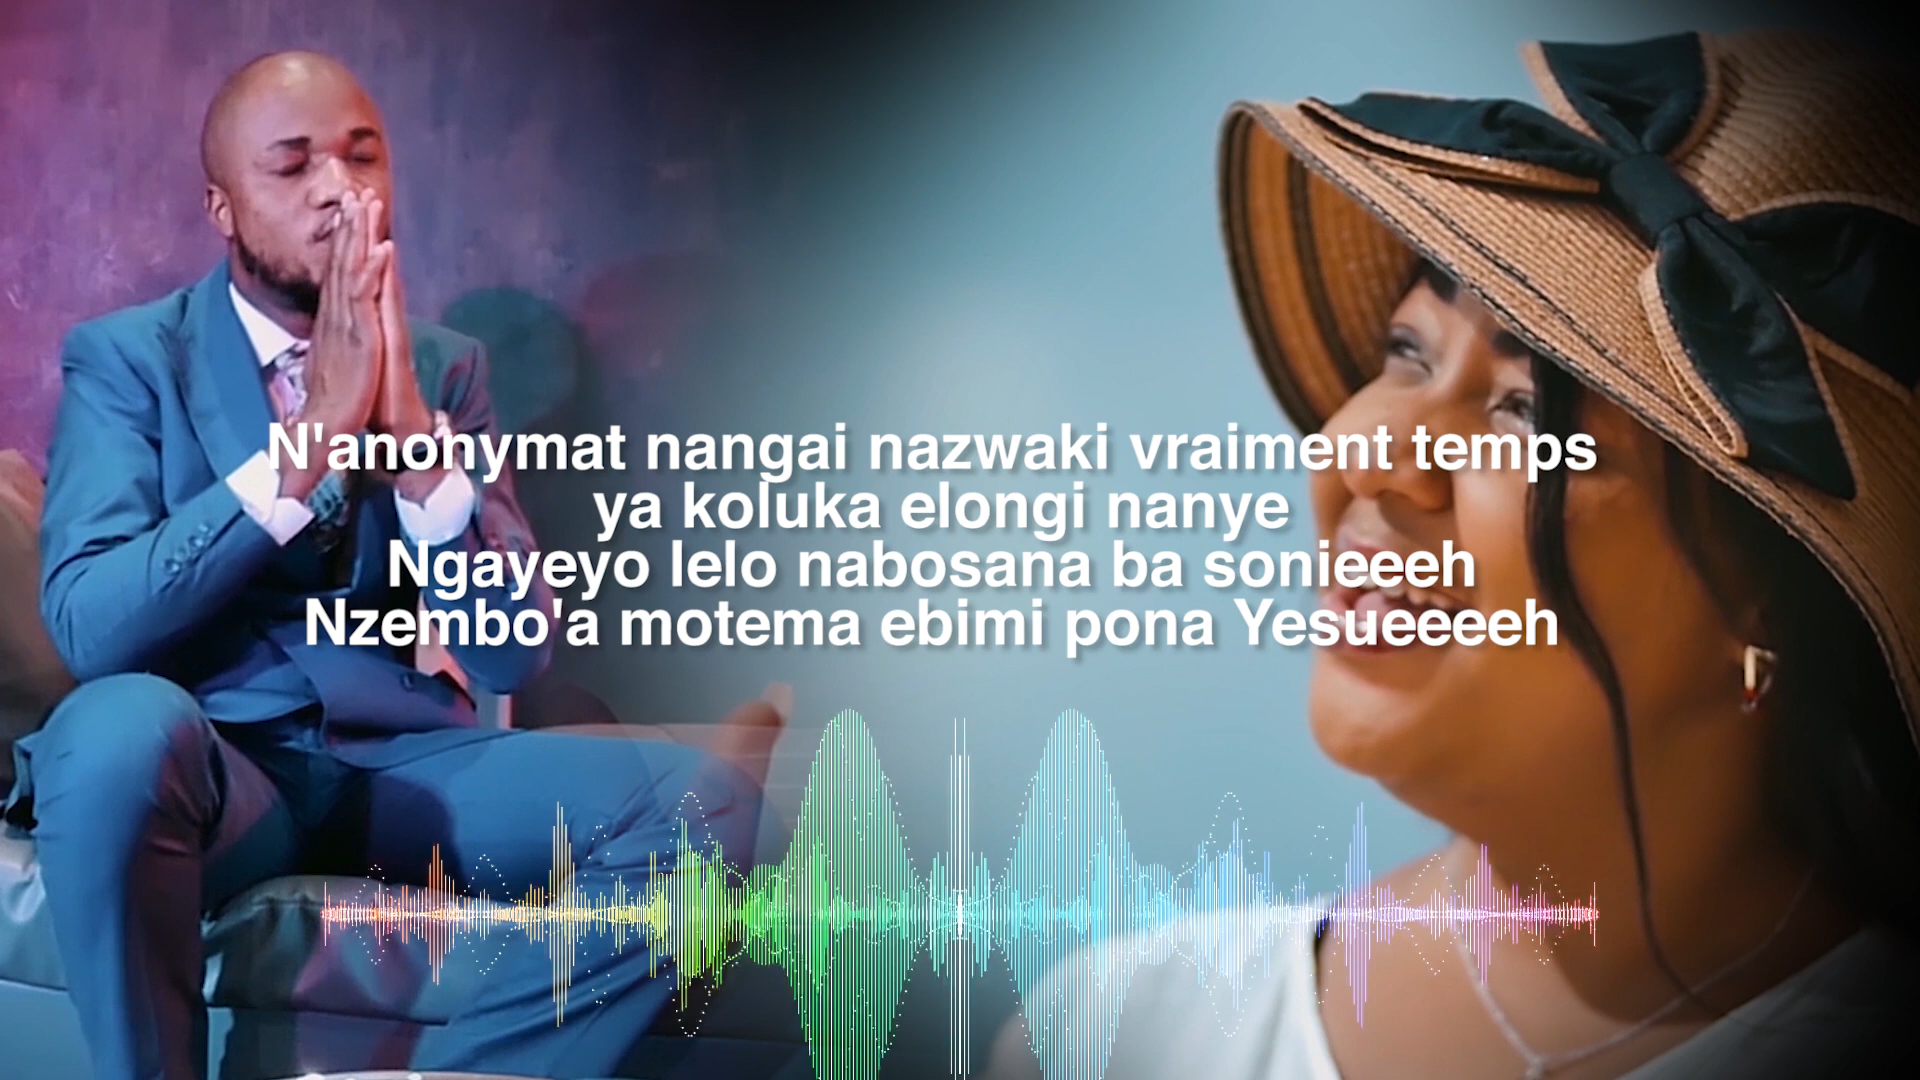 N'anonymat nangai nazwaki vraiment temps
ya koluka elongi nanye
Ngayeyo lelo nabosana ba sonieeeh
Nzembo'a motema ebimi pona Yesueeeeh